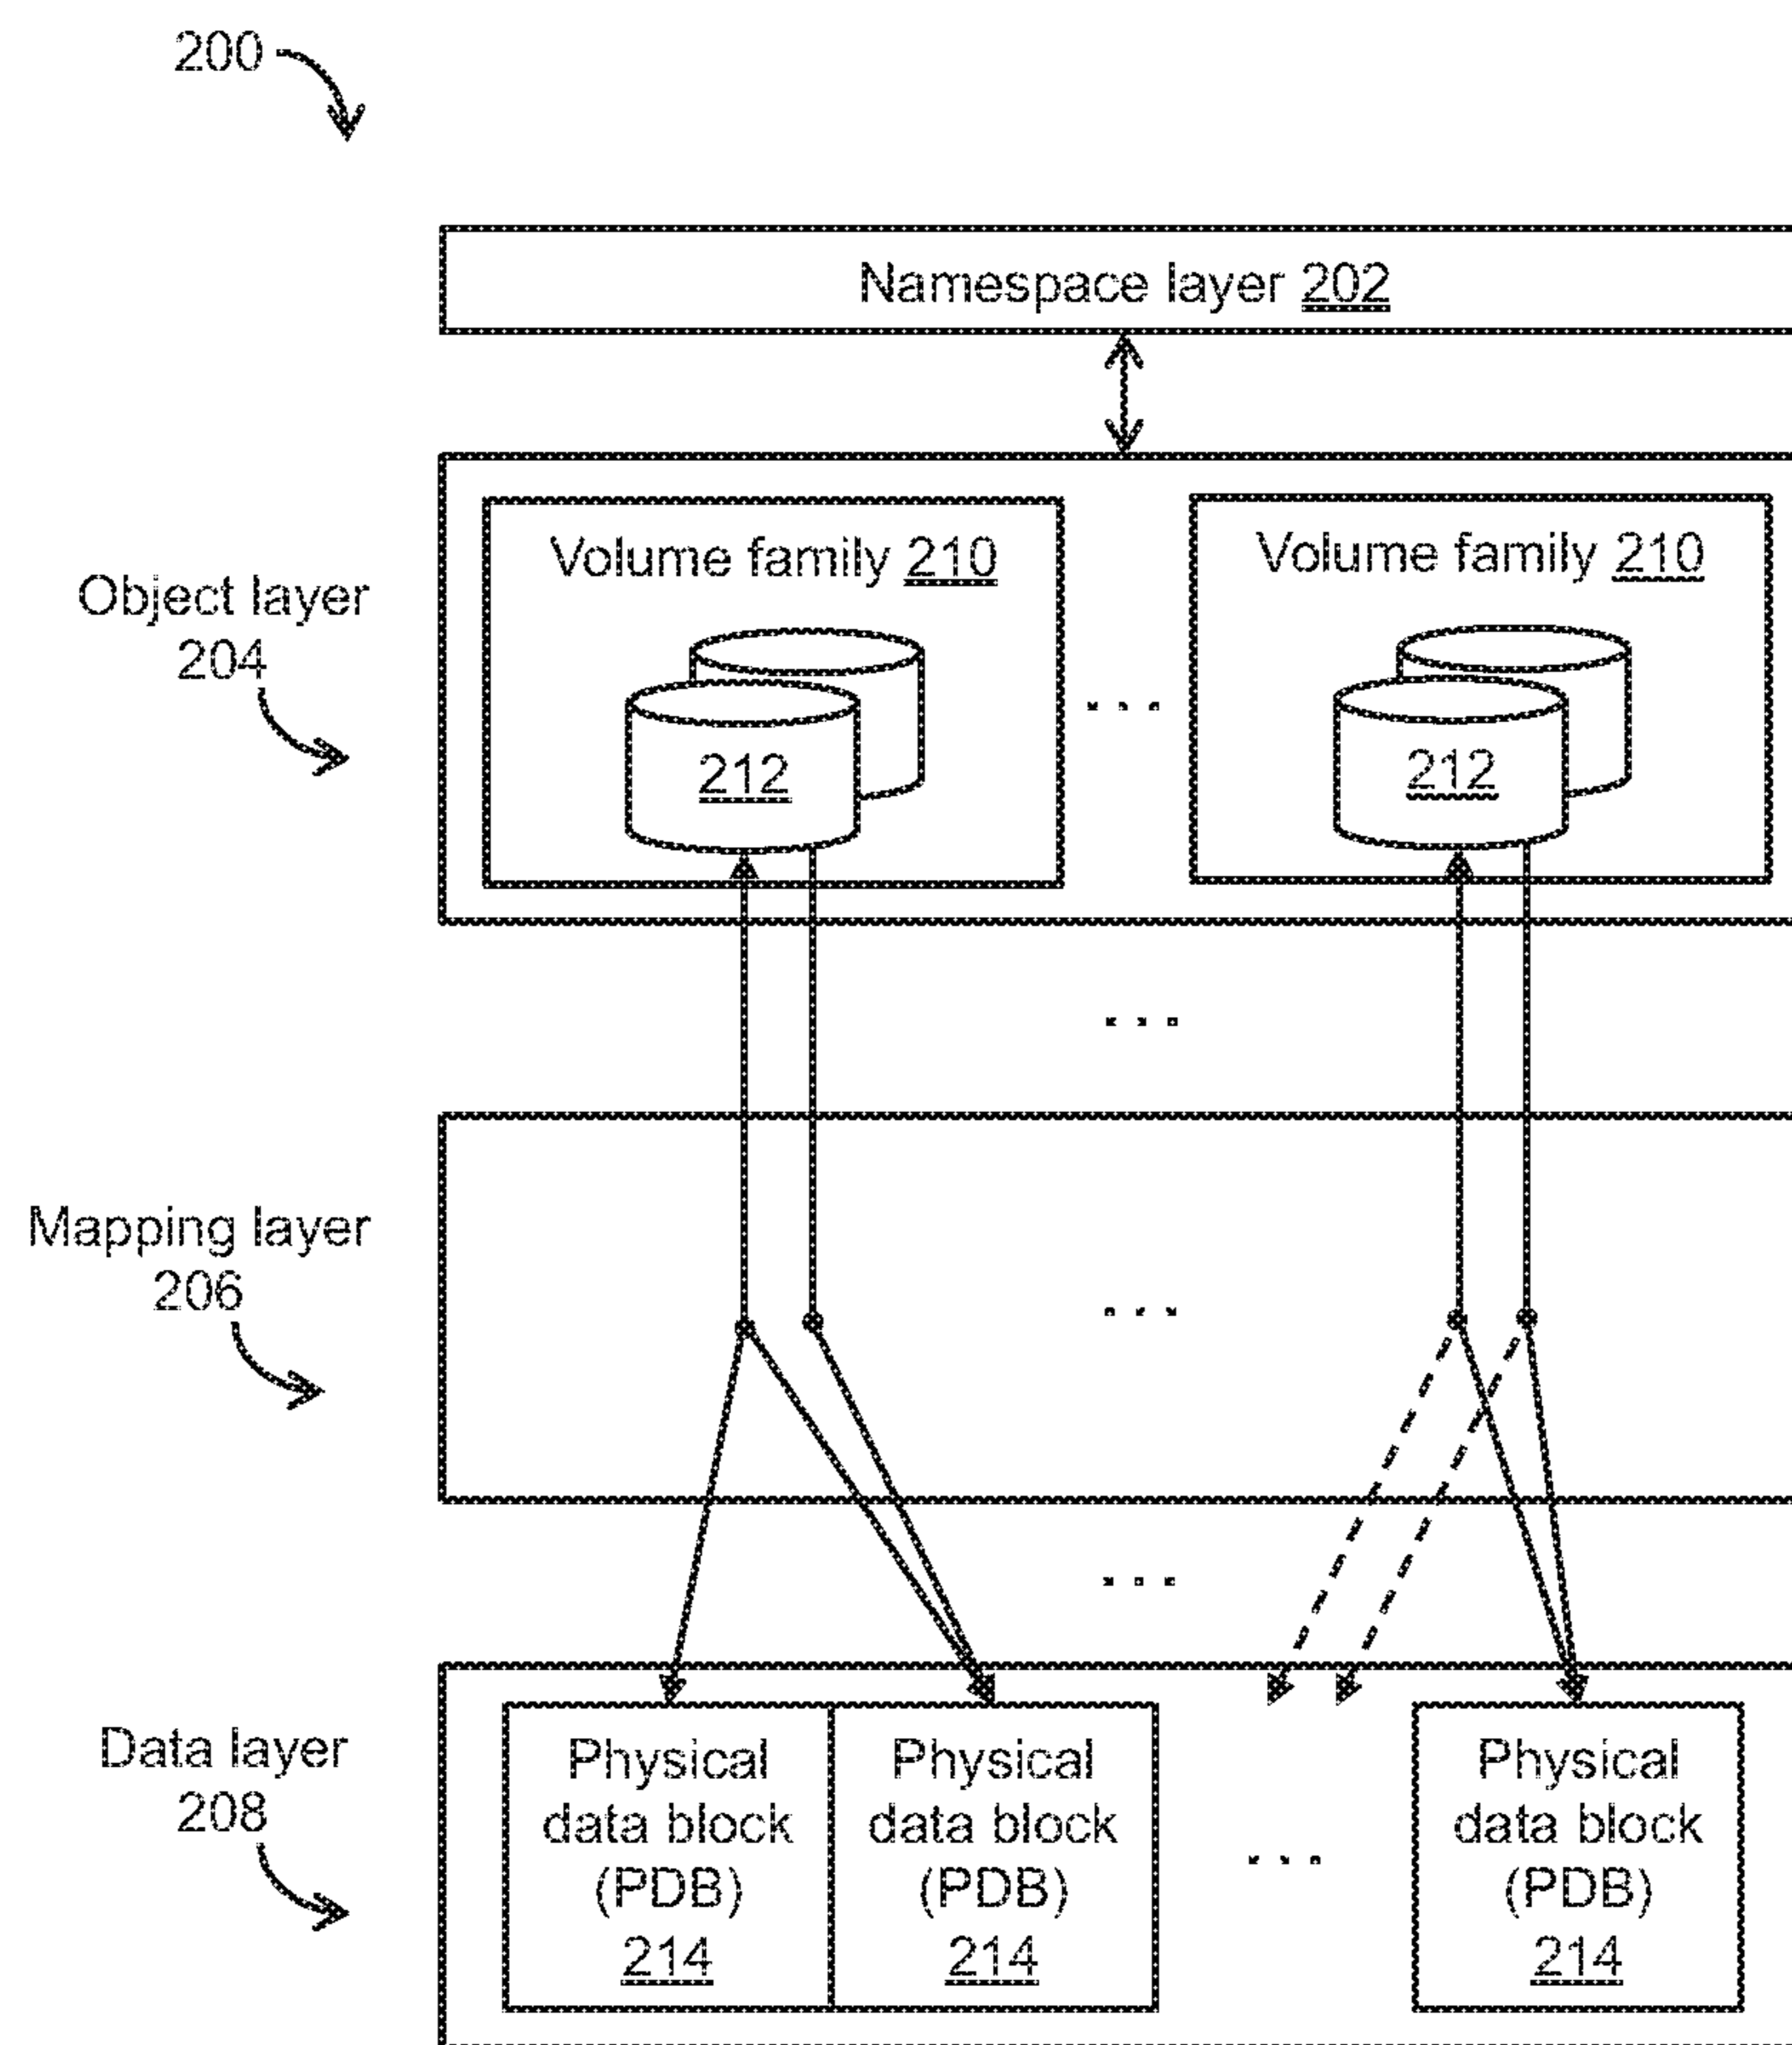 200
Namespace layer 202
Volume family 210
Volume family 210
Object layer
204
212
212
. . .
. . .
Mapping layer
206
. . .
. . .
Data layer
208
Physical
data block
(PDB)
214
Physical
data block
(PDB)
214
. . .
Physical
data block
(PDB)
214